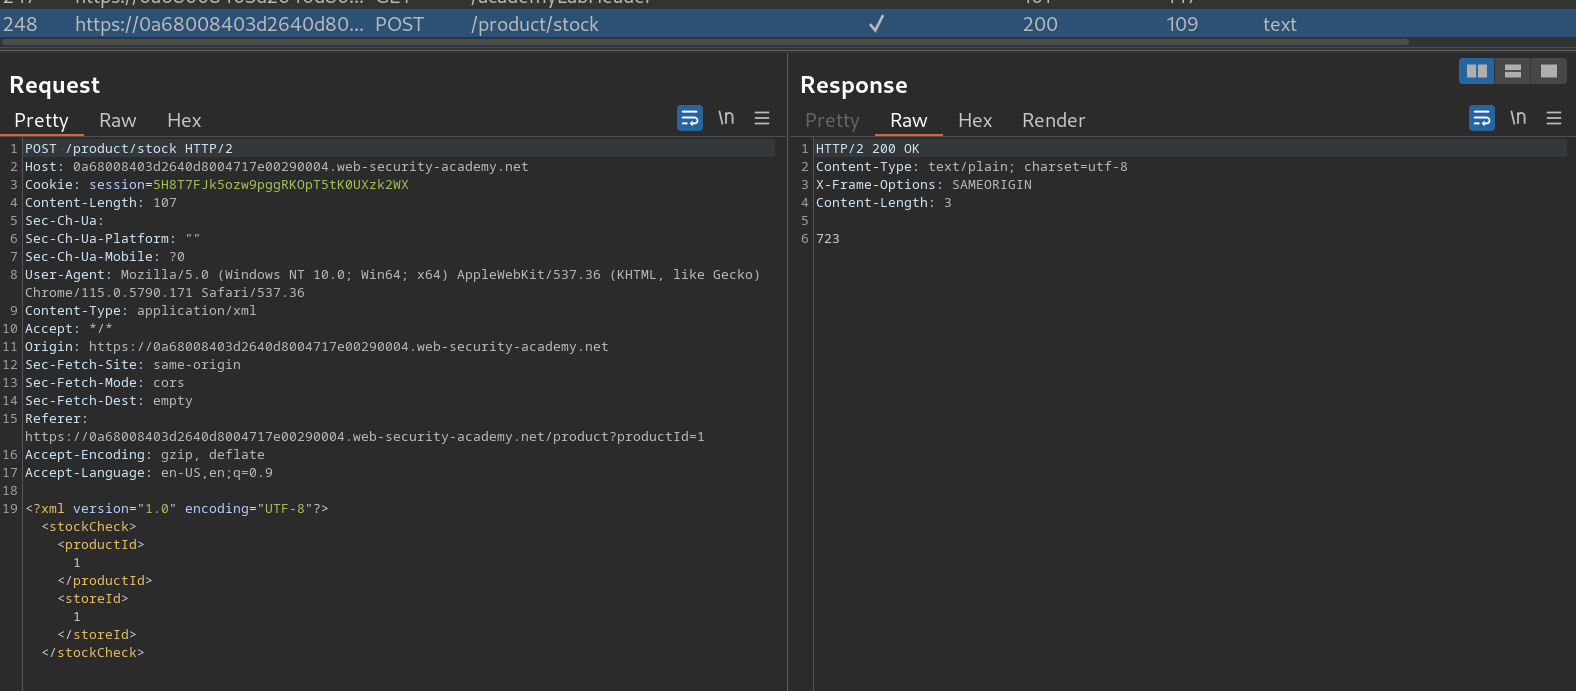 248 https://0a68008403d2640d80... POST /product/stock ✓ 200 109 text
Request
Pretty Raw Hex \n
1 POST /product/stock HTTP/2
2 Host: 0a68008403d2640d8004717e00290004.web-security-academy.net
3 Cookie: session=5H8T7FJk5ozw9pggRKOpT5tK0UXzk2WX
4 Content-Length: 107
5 Sec-Ch-Ua:
6 Sec-Ch-Ua-Platform: ""
7 Sec-Ch-Ua-Mobile: ?0
8 User-Agent: Mozilla/5.0 (Windows NT 10.0; Win64; x64) AppleWebKit/537.36 (KHTML, like Gecko)
Chrome/115.0.5790.171 Safari/537.36
9 Content-Type: application/xml
10 Accept: */*
11 Origin: https://0a68008403d2640d8004717e00290004.web-security-academy.net
12 Sec-Fetch-Site: same-origin
13 Sec-Fetch-Mode: cors
14 Sec-Fetch-Dest: empty
15 Referer:
https://0a68008403d2640d8004717e00290004.web-security-academy.net/product?productId=1
16 Accept-Encoding: gzip, deflate
17 Accept-Language: en-US,en;q=0.9
18
19 <?xml version="1.0" encoding="UTF-8"?>
<stockCheck>
<productId>
1
</productId>
<storeId>
1
</storeId>
</stockCheck>
Response
Pretty Raw Hex Render \n
1 HTTP/2 200 OK
2 Content-Type: text/plain; charset=utf-8
3 X-Frame-Options: SAMEORIGIN
4 Content-Length: 3
5
6 723